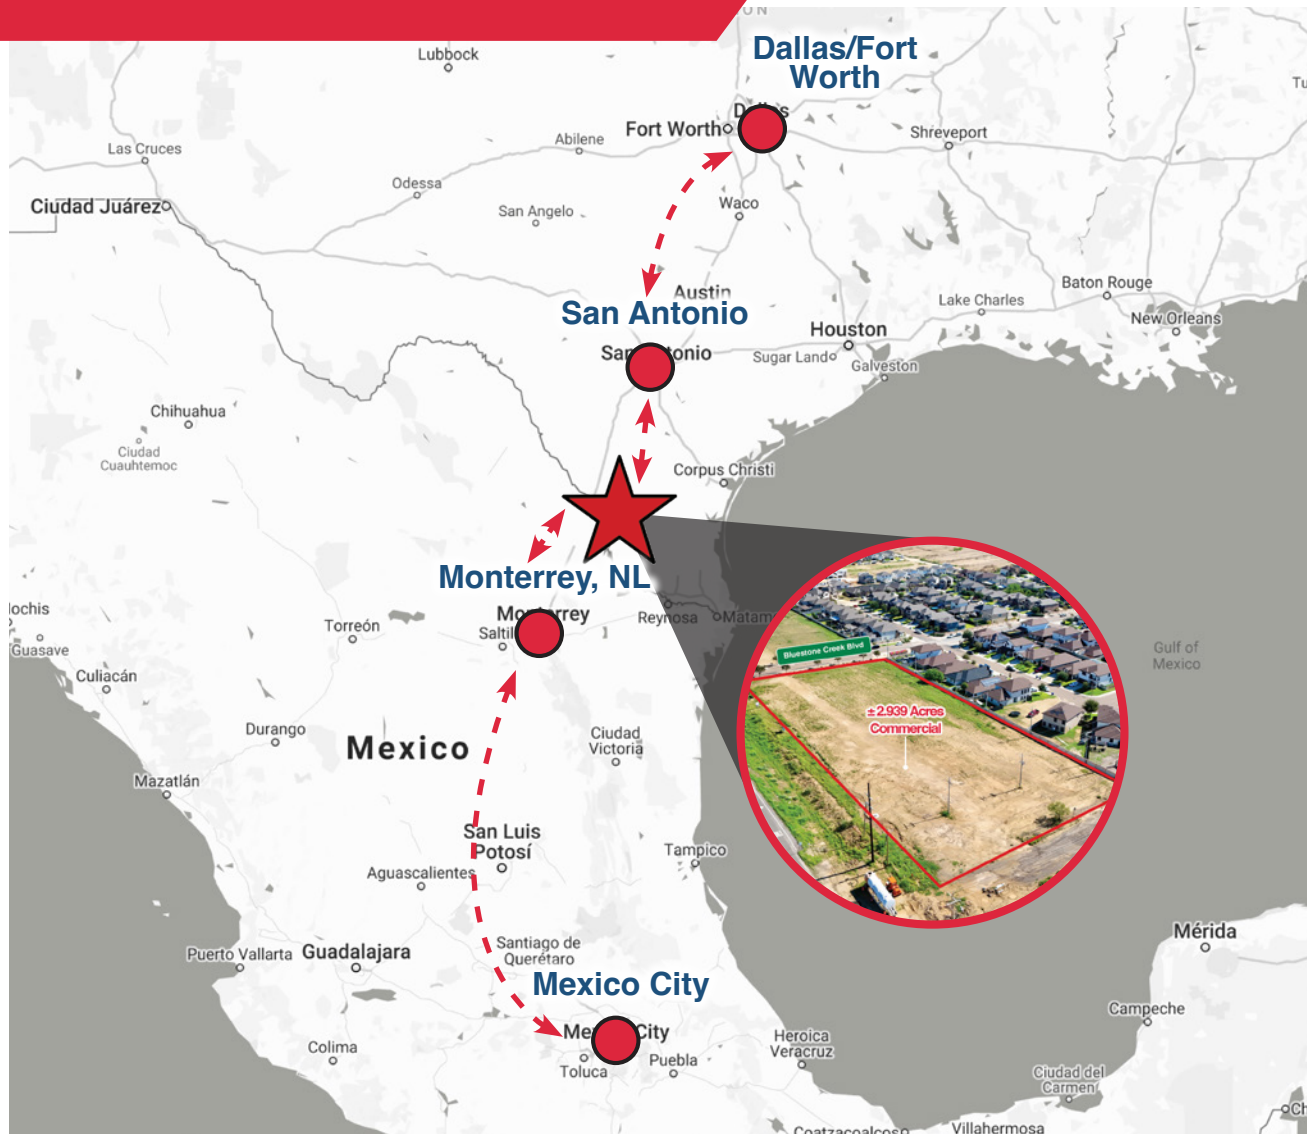 Lubbock
Dallas/Fort
Worth
Fort Worth
Abilene
Shreveport
Las Cruces
Odessa
San Angelo
Waco
Ciudad Juárez
Austin
San Antonio
Baton Rouge
Lake Charles
New Orleans
Houston
Sugar Land
Galveston
Chihuahua
Ciudad
Cuauhtemoc
Corpus Christi
Monterrey, NL
Monterrey
Reynosa
Guasave
Torreón
Culiacán
Gulf of
Mexico
Bluestone Creek Blvd
±2.939 Acres
Commercial
Durango
Mexico
Ciudad
Victoria
Mazatlán
San Luis
Potosí
Tampico
Aguascalientes
Puerto Vallarta
Guadalajara
Santiago de
Querétaro
Mérida
Mexico City
Campeche
Colima
Toluca
Puebla
Heroica
Veracruz
Ciudad del
Carmen
Coatzacoalcos
Villahermosa